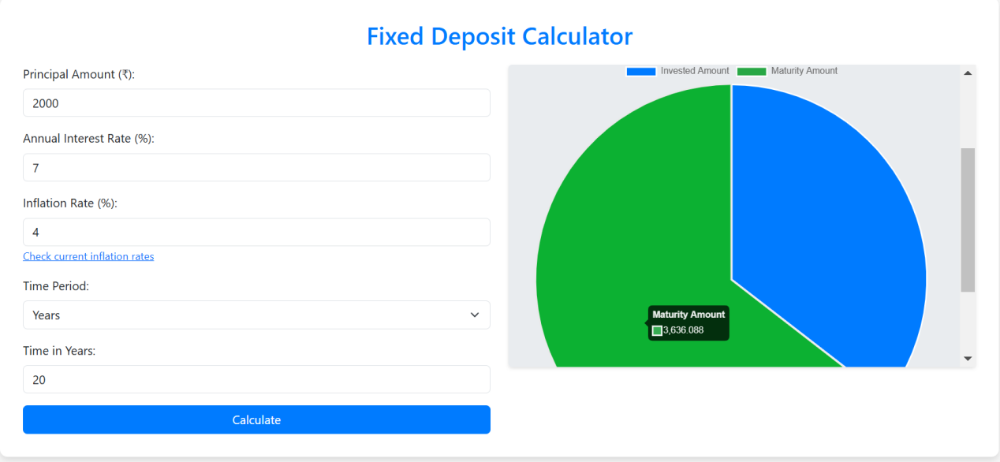 Fixed Deposit Calculator
Principal Amount (₹):
2000
Annual Interest Rate (%):
7
Inflation Rate (%):
4
Check current inflation rates
Time Period:
Years
Time in Years:
20
Calculate
Invested Amount Maturity Amount
Maturity Amount
3,636.088